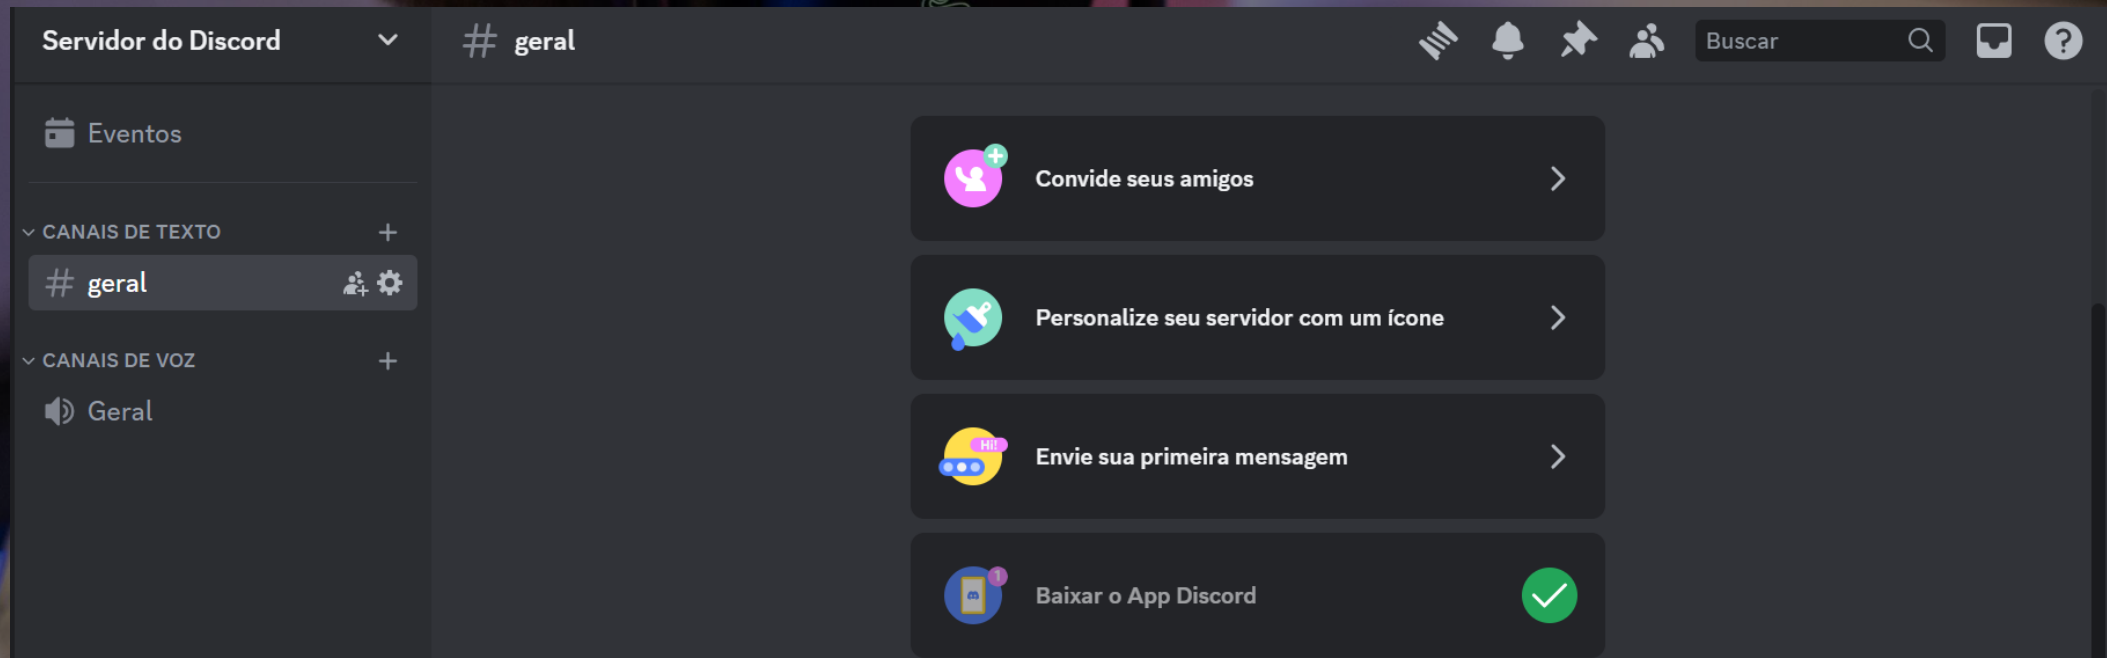 Servidor do Discord
geral
Buscar
Eventos
CANAIS DE TEXTO
geral
CANAIS DE VOZ
Geral
Convide seus amigos
Personalize seu servidor com um ícone
Hi!
Envie sua primeira mensagem
1
Baixar o App Discord